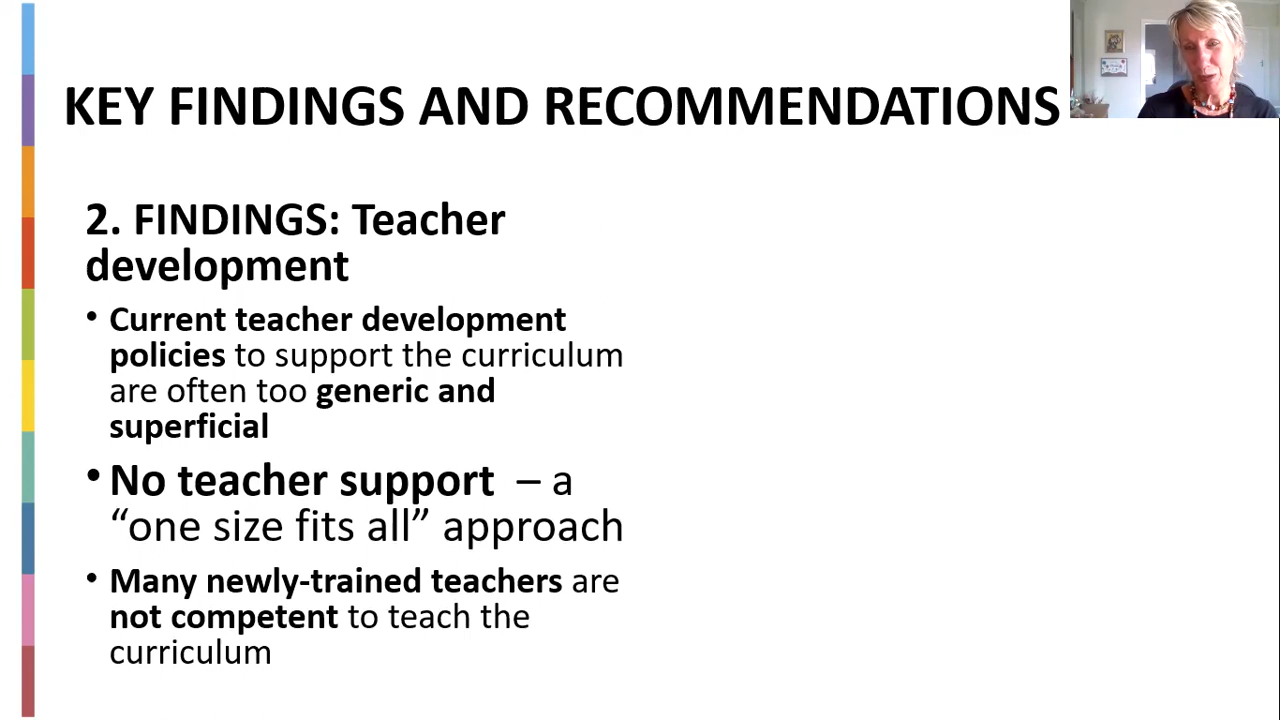 KEY FINDINGS AND RECOMMENDATIONS
2. FINDINGS: Teacher
development
• Current teacher development
policies to support the curriculum
are often too generic and
superficial
• No teacher support – a
“one size fits all” approach
• Many newly-trained teachers are
not competent to teach the
curriculum